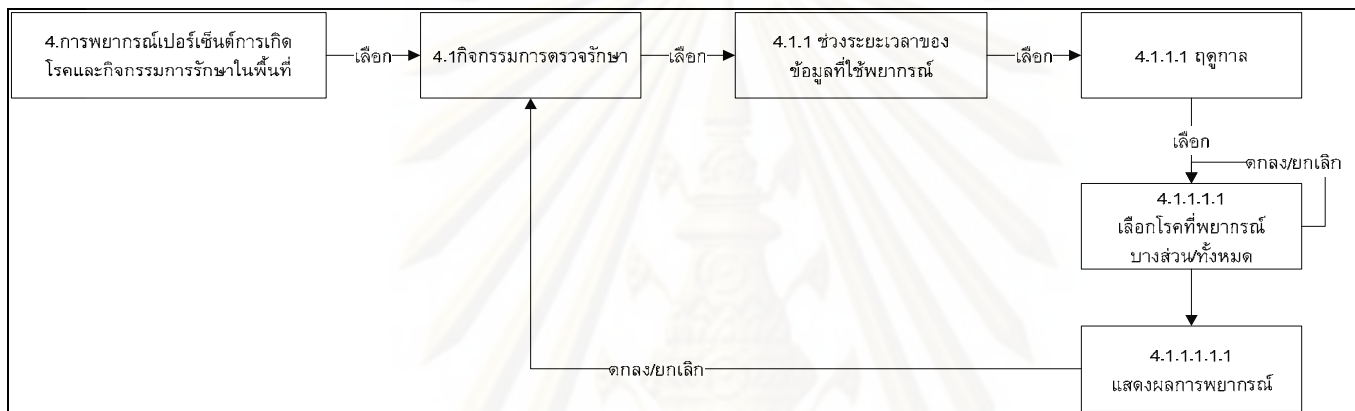 4.การพยากรณ์เปอร์เซ็นต์การเกิด
โรคและกิจกรรมการรักษาในพื้นที่
เลือก
4.1กิจกรรมการตรวจรักษา
เลือก
4.1.1 ช่วงระยะเวลาของ
ข้อมูลที่ใช้พยากรณ์
เลือก
4.1.1.1 ฤดูกาล
เลือก
ตกลง/ยกเลิก
4.1.1.1.1
เลือกโรคที่พยากรณ์
บางส่วน/ทั้งหมด
4.1.1.1.1.1
แสดงผลการพยากรณ์
ตกลง/ยกเลิก